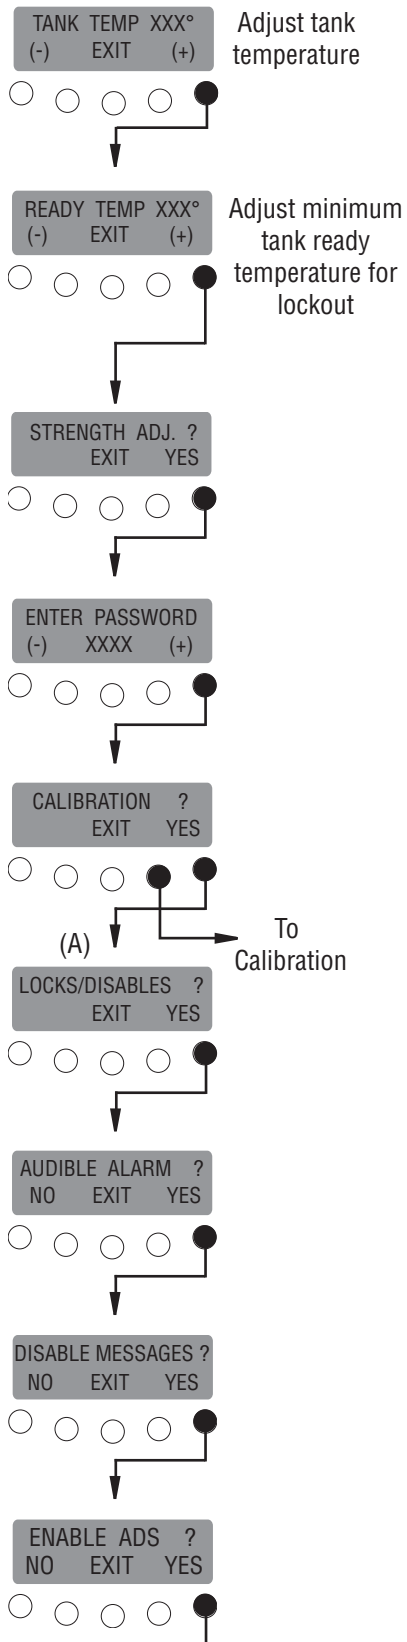 TANK TEMP XXX°
(-) EXIT (+)
Adjust tank
temperature
READY TEMP XXX°
(-) EXIT (+)
Adjust minimum
tank ready
temperature for
lockout
STRENGTH ADJ. ?
EXIT YES
ENTER PASSWORD
(-) XXXX (+)
CALIBRATION ?
EXIT YES
(A)
To
Calibration
LOCKS/DISABLES ?
EXIT YES
AUDIBLE ALARM ?
NO EXIT YES
DISABLE MESSAGES ?
NO EXIT YES
ENABLE ADS ?
NO EXIT YES